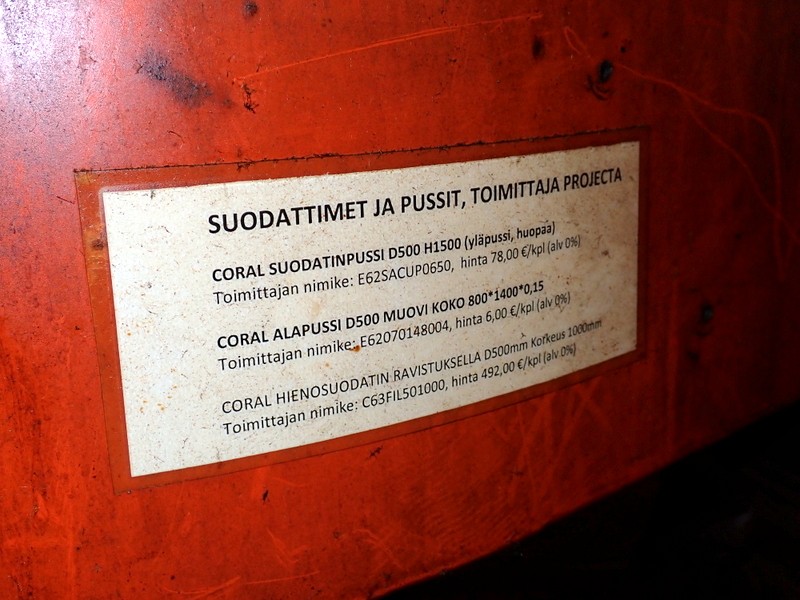 SUODATTIMET JA PUSSIT, TOIMITTAJA PROJECTA
CORAL SUODATINPUSSI D500 H1500 (yläpussi, huopaa)
Toimittajan nimike: E62SACUP0650, hinta 78,00 €/kpl (alv 0%)
CORAL ALAPUSSI D500 MUOVI KOKO 800*1400*0,15
Toimittajan nimike: E62070148004, hinta 6,00 €/kpl (alv 0%)
CORAL HIENOSUODATIN RAVISTUKSELLA D500mm Korkeus 1000mm
Toimittajan nimike: C63FIL501000, hinta 492,00 €/kpl (alv 0%)